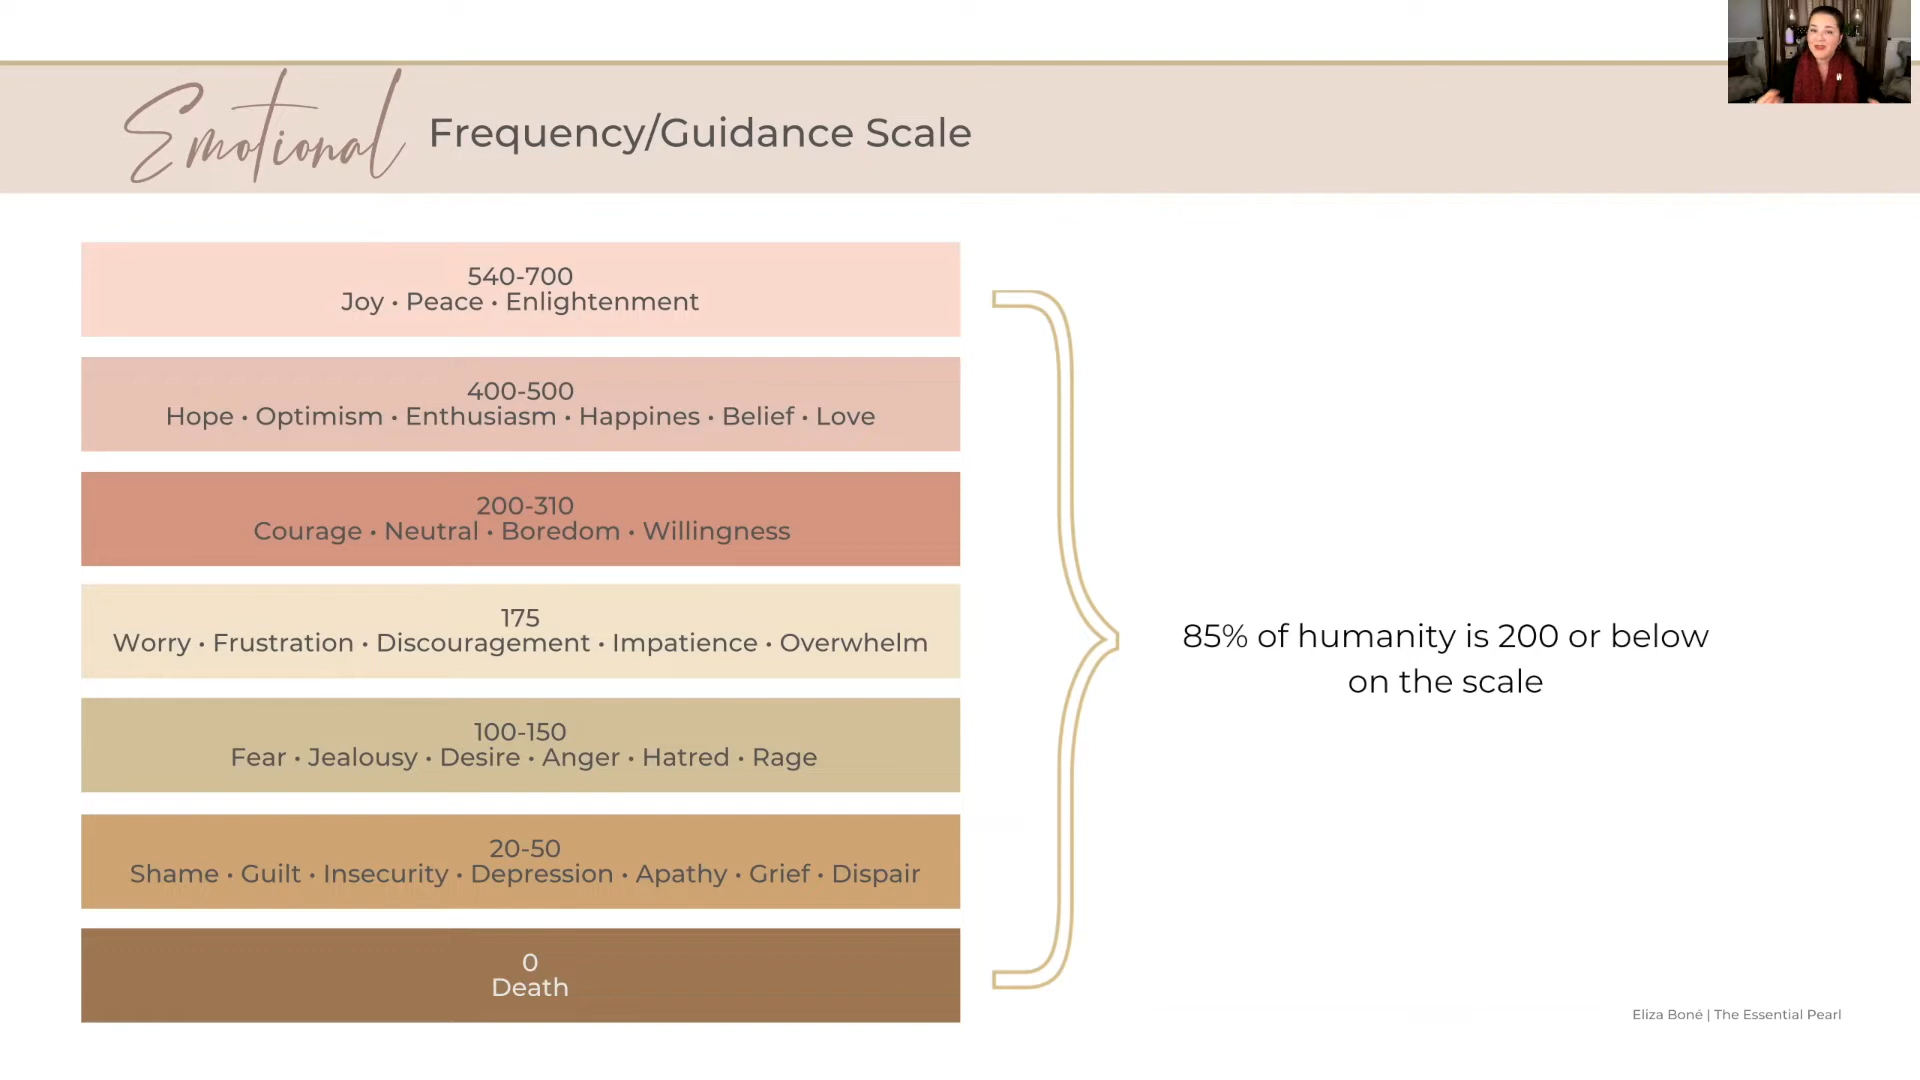 Emotional Frequency/Guidance Scale
540-700
Joy • Peace • Enlightenment
400-500
Hope • Optimism • Enthusiasm • Happines • Belief • Love
200-310
Courage • Neutral • Boredom • Willingness
175
Worry • Frustration • Discouragement • Impatience • Overwhelm
100-150
Fear • Jealousy • Desire • Anger • Hatred • Rage
20-50
Shame • Guilt • Insecurity • Depression • Apathy • Grief • Dispair
0
Death
85% of humanity is 200 or below
on the scale
Eliza Boné | The Essential Pearl